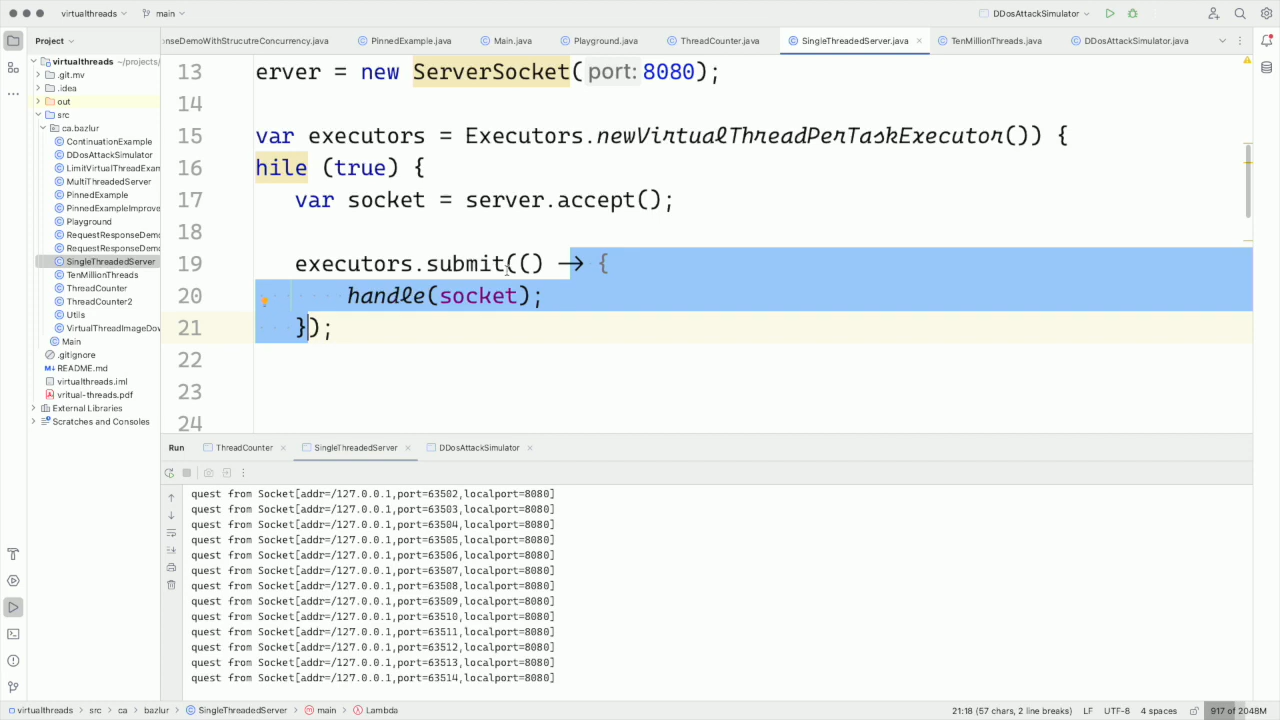 virtualthreads
main
DDosAttackSimulator
Project
onseDemoWithStrucutreConcurrency.java
PinnedExample.java
Main.java
Playground.java
ThreadCounter.java
SingleThreadedServer.java
TenMillionThreads.java
DDosAttackSimulator.java
virtualthreads ~/projects/
.git.mv
.idea
out
src
ca.bazlur
ContinuationExample
DDosAttackSimulator
LimitVirtualThreadExam
MultiThreadedServer
PinnedExample
PinnedExampleImprove
Playground
RequestResponseDemo
RequestResponseDemo
SingleThreadedServer
TenMillionThreads
ThreadCounter
ThreadCounter2
Utils
VirtualThreadImageDov
Main
.gitignore
README.md
virtualthreads.iml
vritual-threads.pdf
External Libraries
Scratches and Consoles
13 erver = new ServerSocket( port: 8080);
14
15 var executors = Executors.newVirtualThreadPerTaskExecutor()) {
16 hile (true) {
17 var socket = server.accept();
18
19 executors.submit(() -> {
20 handle(socket);
21 });
22
23
24
Run
ThreadCounter
SingleThreadedServer
DDosAttackSimulator
quest from Socket[addr=/127.0.0.1,port=63502,localport=8080]
quest from Socket[addr=/127.0.0.1,port=63503,localport=8080]
quest from Socket[addr=/127.0.0.1,port=63504,localport=8080]
quest from Socket[addr=/127.0.0.1,port=63505,localport=8080]
quest from Socket[addr=/127.0.0.1,port=63506,localport=8080]
quest from Socket[addr=/127.0.0.1,port=63507,localport=8080]
quest from Socket[addr=/127.0.0.1,port=63508,localport=8080]
quest from Socket[addr=/127.0.0.1,port=63509,localport=8080]
quest from Socket[addr=/127.0.0.1,port=63510,localport=8080]
quest from Socket[addr=/127.0.0.1,port=63511,localport=8080]
quest from Socket[addr=/127.0.0.1,port=63512,localport=8080]
quest from Socket[addr=/127.0.0.1,port=63513,localport=8080]
quest from Socket[addr=/127.0.0.1,port=63514,localport=8080]
virtualthreads > src > ca > bazlur > SingleThreadedServer > main > Lambda
21:18 (57 chars, 2 line breaks) LF UTF-8 4 spaces 917 of 2048M